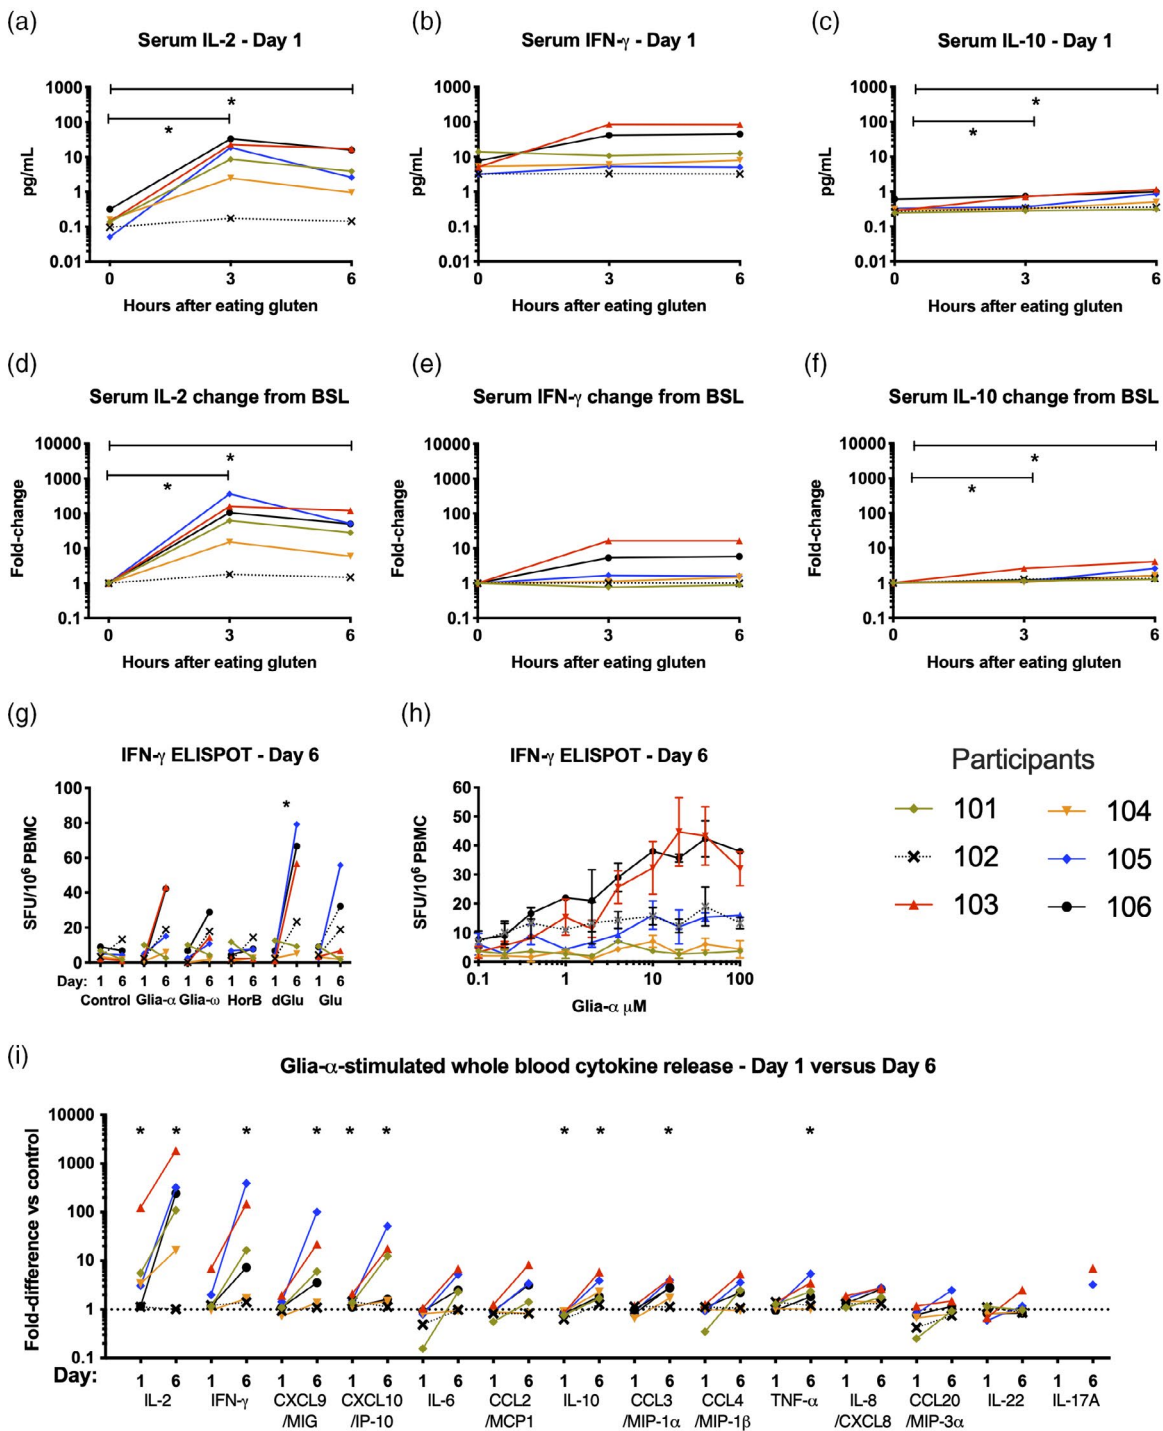 (a)
Serum IL-2 - Day 1
pg/mL
1000
100
10
1
0.1
0.01
*
*
0 3 6
Hours after eating gluten
(b)
Serum IFN-γ - Day 1
pg/mL
1000
100
10
1
0.1
0.01
0 3 6
Hours after eating gluten
(c)
Serum IL-10 - Day 1
pg/mL
1000
100
10
1
0.1
0.01
*
*
0 3 6
Hours after eating gluten
(d)
Serum IL-2 change from BSL
Fold-change
10000
1000
100
10
1
0.1
*
*
0 3 6
Hours after eating gluten
(e)
Serum IFN-γ change from BSL
Fold-change
10000
1000
100
10
1
0.1
0 3 6
Hours after eating gluten
(f)
Serum IL-10 change from BSL
Fold-change
10000
1000
100
10
1
0.1
*
*
0 3 6
Hours after eating gluten
(g)
IFN-γ ELISPOT - Day 6
SFU/10⁶ PBMC
100
80
60
40
20
0
*
Day: 1 6 1 6 1 6 1 6 1 6 1 6
Control Glia-α Glia-ω HorB dGlu Glu
(h)
IFN-γ ELISPOT - Day 6
SFU/10⁶ PBMC
60
50
40
30
20
10
0
0.1 1 10 100
Glia-α μM
Participants
101 104
102 105
103 106
(i)
Glia-α-stimulated whole blood cytokine release - Day 1 versus Day 6
Fold-difference vs control
10000
1000
100
10
1
0.1
* * * * * * * * * *
Day: 1 6 1 6 1 6 1 6 1 6 1 6 1 6 1 6 1 6 1 6 1 6 1 6 1 6 1 6
IL-2 IFN-γ CXCL9 CXCL10 IL-6 CCL2 IL-10 CCL3 CCL4 TNF-α IL-8 CCL20 IL-22 IL-17A
/MIG /IP-10 /MCP1 /MIP-1α /MIP-1β /CXCL8 /MIP-3α